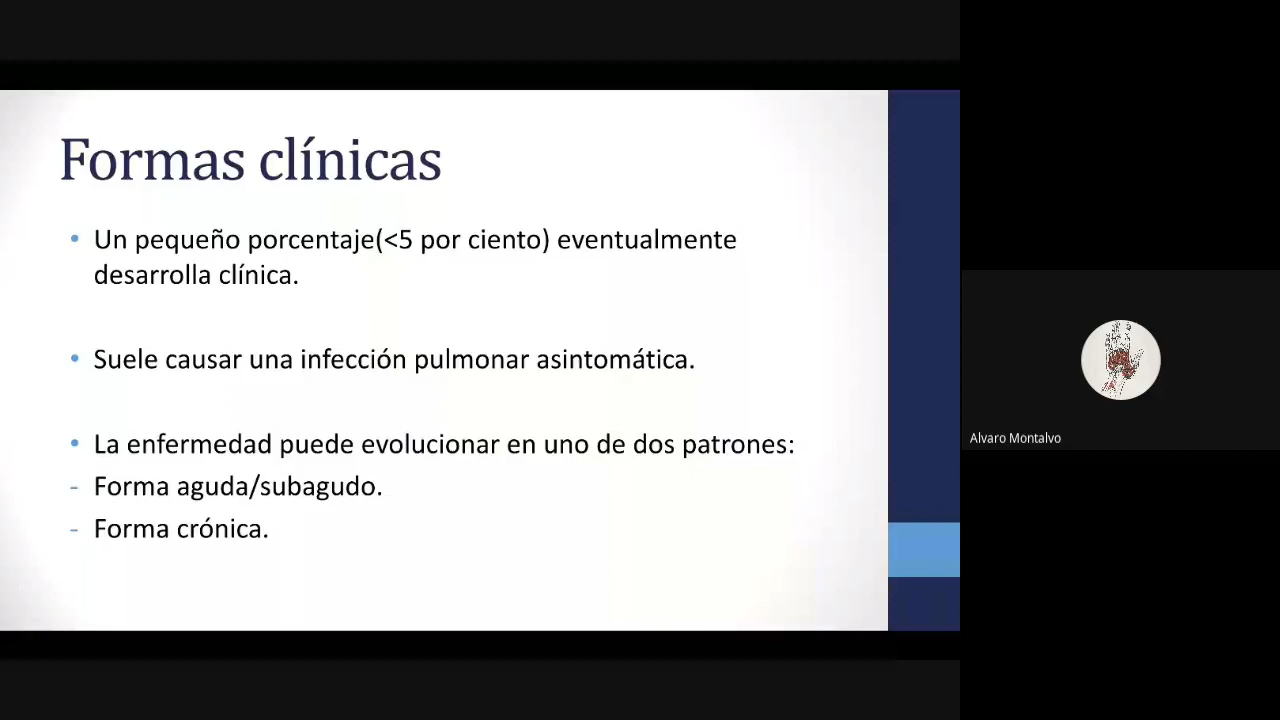 Formas clínicas
• Un pequeño porcentaje(<5 por ciento) eventualmente
desarrolla clínica.
• Suele causar una infección pulmonar asintomática.
• La enfermedad puede evolucionar en uno de dos patrones:
- Forma aguda/subagudo.
- Forma crónica.
Alvaro Montalvo